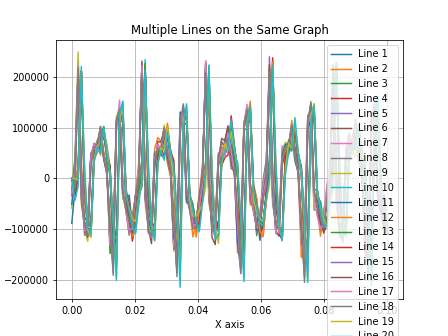 Multiple Lines on the Same Graph
200000
100000
0
−100000
−200000
0.00
0.02
0.04
0.06
0.08
X axis
Line 1
Line 2
Line 3
Line 4
Line 5
Line 6
Line 7
Line 8
Line 9
Line 10
Line 11
Line 12
Line 13
Line 14
Line 15
Line 16
Line 17
Line 18
Line 19
Line 20